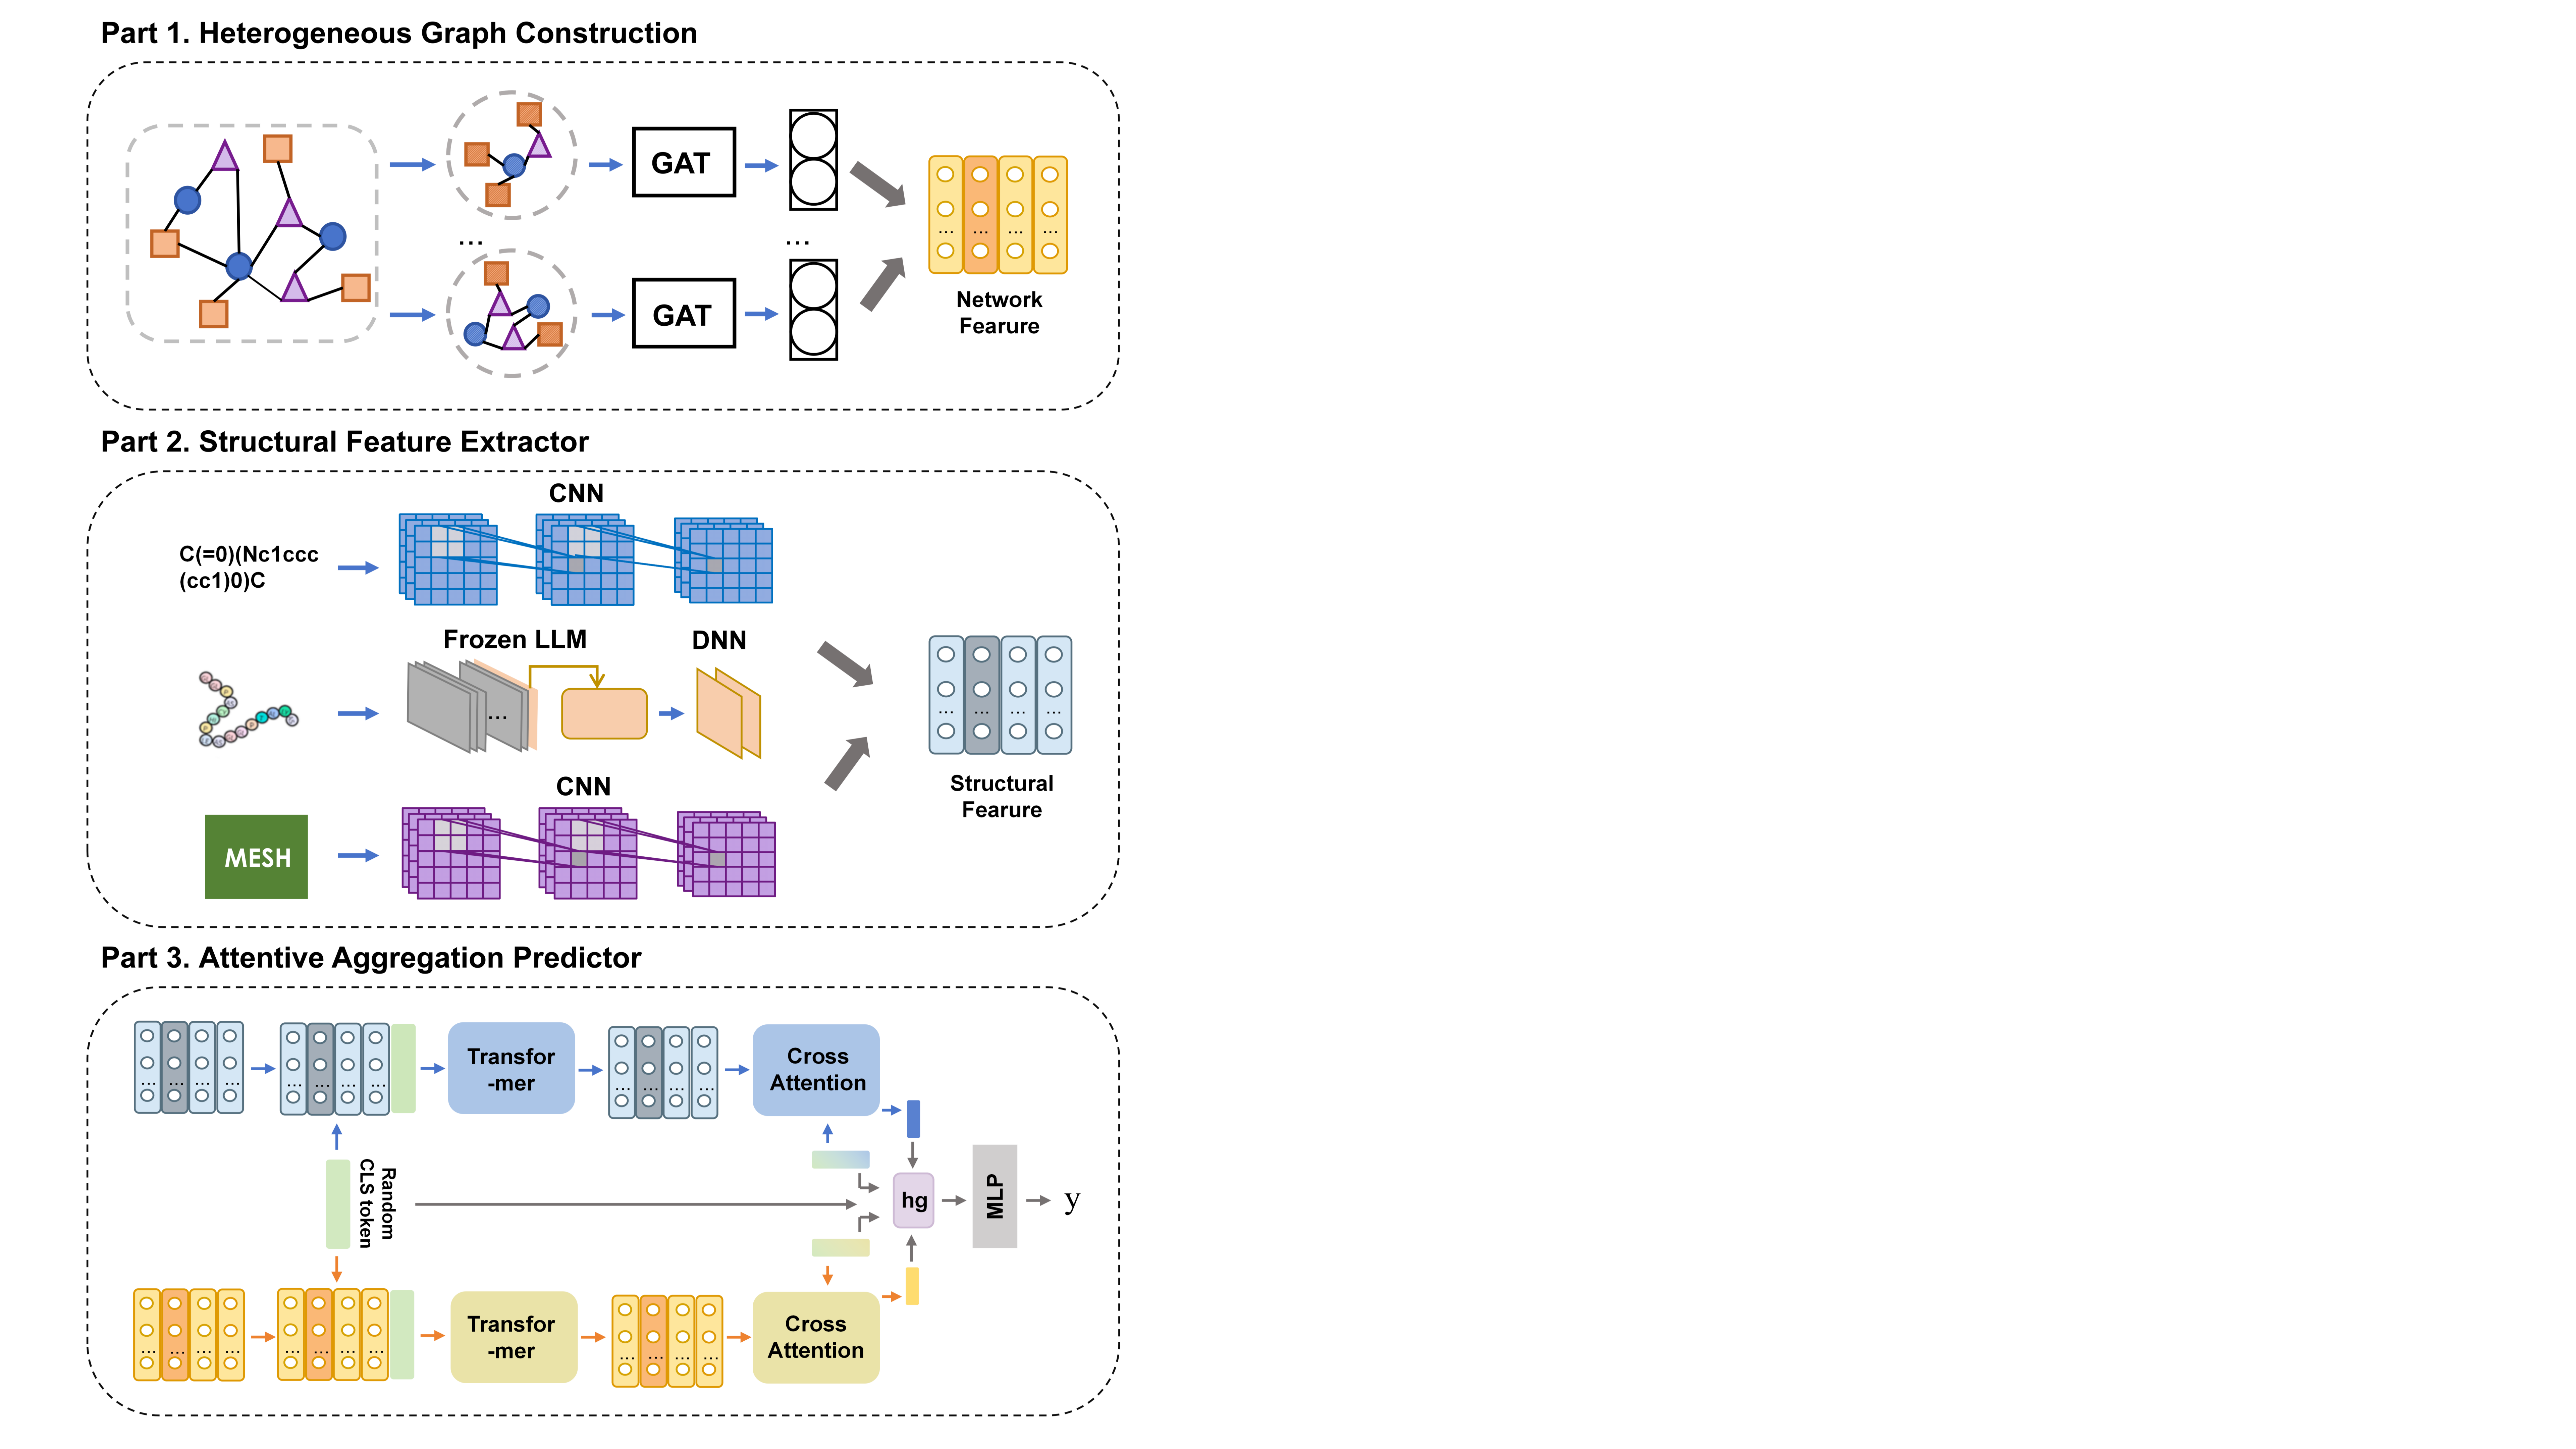 Part 1. Heterogeneous Graph Construction
GAT
...
...
GAT
... ... ... ...
Network
Fearure
Part 2. Structural Feature Extractor
CNN
C(=0)(Nc1ccc
(cc1)0)C
Frozen LLM
DNN
...
CNN
MESH
... ... ... ...
Structural
Fearure
Part 3. Attentive Aggregation Predictor
... ... ... ...
... ... ... ...
Transfor
-mer
... ... ... ...
Cross
Attention
Random
CLS token
hg
MLP
y
... ... ... ...
... ... ... ...
Transfor
-mer
... ... ... ...
Cross
Attention